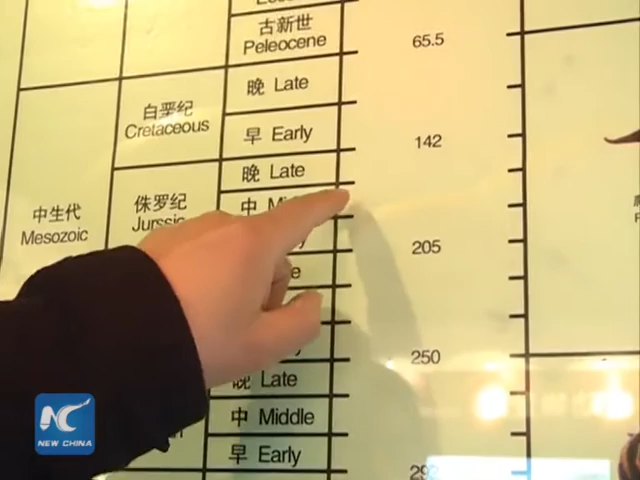 古新世
Peleocene
65.5
晚 Late
白垩纪
Cretaceous
早 Early
142
晚 Late
侏罗纪
中
中生代
Mesozoic
205
250
晚 Late
中 Middle
早 Early
NEW CHINA